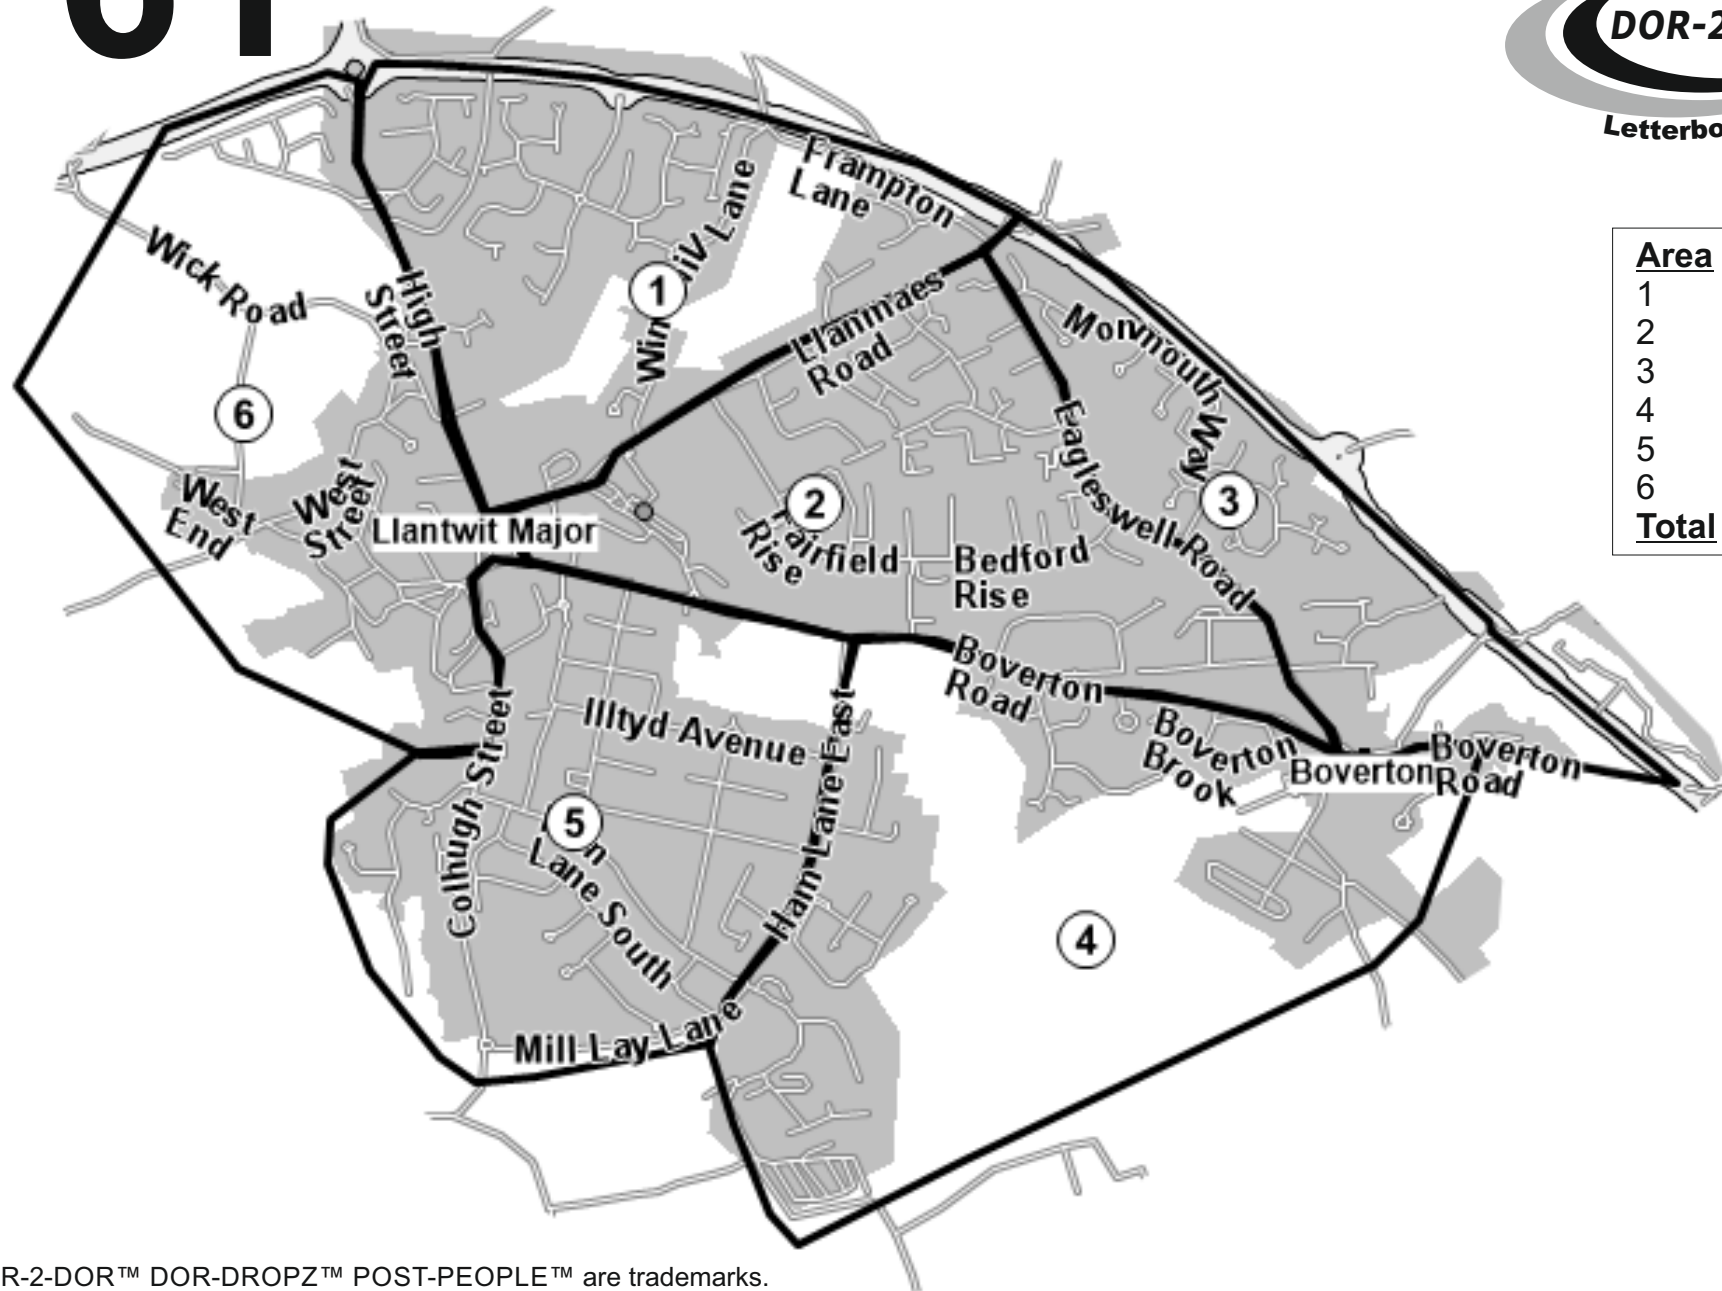 DOR-2
Letterbo
Area
1
2
3
4
5
6
Total
Frampton
Lane
Lane
Wick Road
High
Street
1
Llanmaes
Road
Monmouth
Way
6
West
End
West
Street
Llantwit Major
2
Fairfield
Rise
Bedford
Rise
Eagleswell Road
3
Boverton
Road
Boverton
Brook
Boverton
Boverton
Road
Illtyd Avenue
Colhugh Street
Ham Lane East
5
Lane South
4
Mill Lay Lane
R-2-DOR™ DOR-DROPZ™ POST-PEOPLE™ are trademarks.